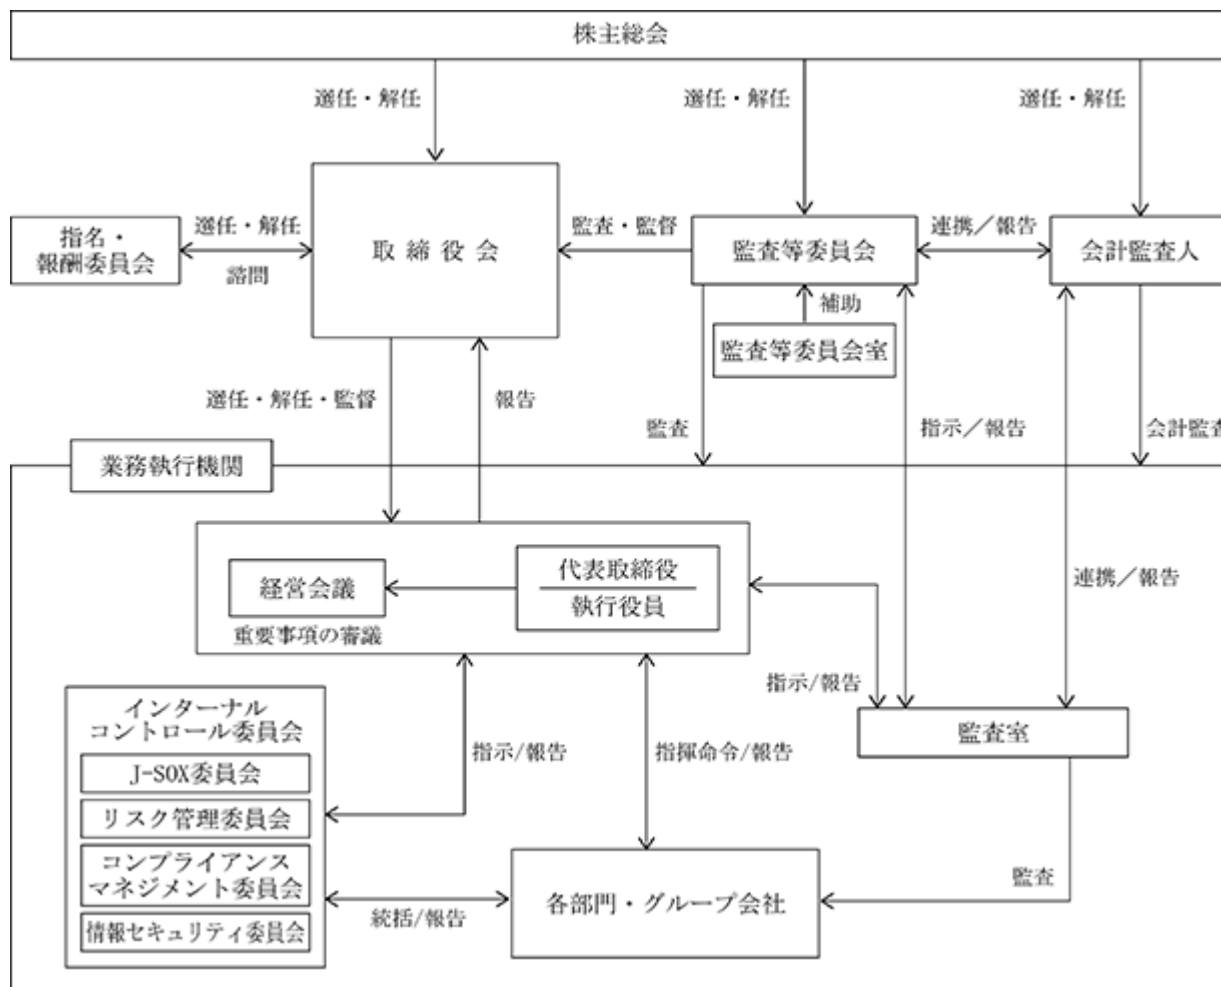 株主総会
選任・解任
選任・解任
選任・解任
指名・
報酬委員会
選任・解任
諮問
取締役会
監査・監督
監査等委員会
連携／報告
会計監査人
補助
監査等委員会室
選任・解任・監督
報告
監査
指示／報告
会計監査
業務執行機関
経営会議
重要事項の審議
代表取締役
執行役員
連携／報告
指示/報告
監査室
インターナル
コントロール委員会
J-SOX委員会
リスク管理委員会
コンプライアンス
マネジメント委員会
情報セキュリティ委員会
指示/報告
指揮命令/報告
統括/報告
各部門・グループ会社
監査